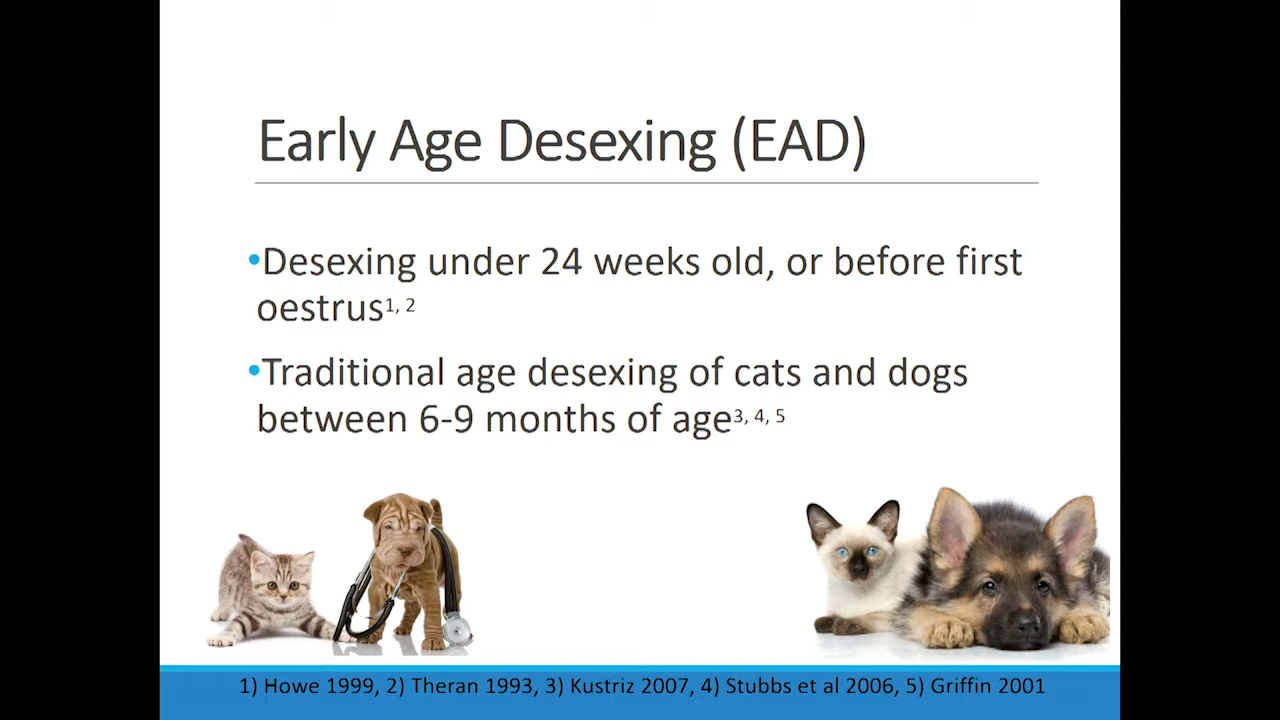 Early Age Desexing (EAD)
•Desexing under 24 weeks old, or before first
oestrus1, 2
•Traditional age desexing of cats and dogs
between 6-9 months of age3, 4, 5
1) Howe 1999, 2) Theran 1993, 3) Kustriz 2007, 4) Stubbs et al 2006, 5) Griffin 2001